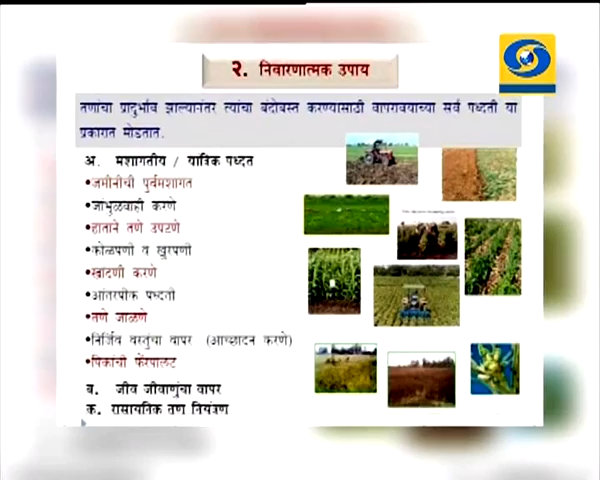 २. निवारणात्मक उपाय
तणांचा प्रादुर्भाव झाल्यानंतर त्यांचा बंदोबस्त करण्यासाठी वापरावयाच्या सर्व पध्दती या
प्रकारात मोडतात.
अ. मशागतीय / यांत्रिक पध्दत
•जमीनीची पुर्वमशागत
•जांभुळवाही करणे
•हाताने तणे उपटणे
•कोळपणी व खुरपणी
•खांदणी करणे
•आंतरपीक पध्दती
•तणे जाळणे
•निर्जिव वस्तुंचा वापर (आच्छादन करणे)
•पिकांची फेरपालट
ब. जीव जीवाणुंचा वापर
क. रासायनिक तण नियंत्रण